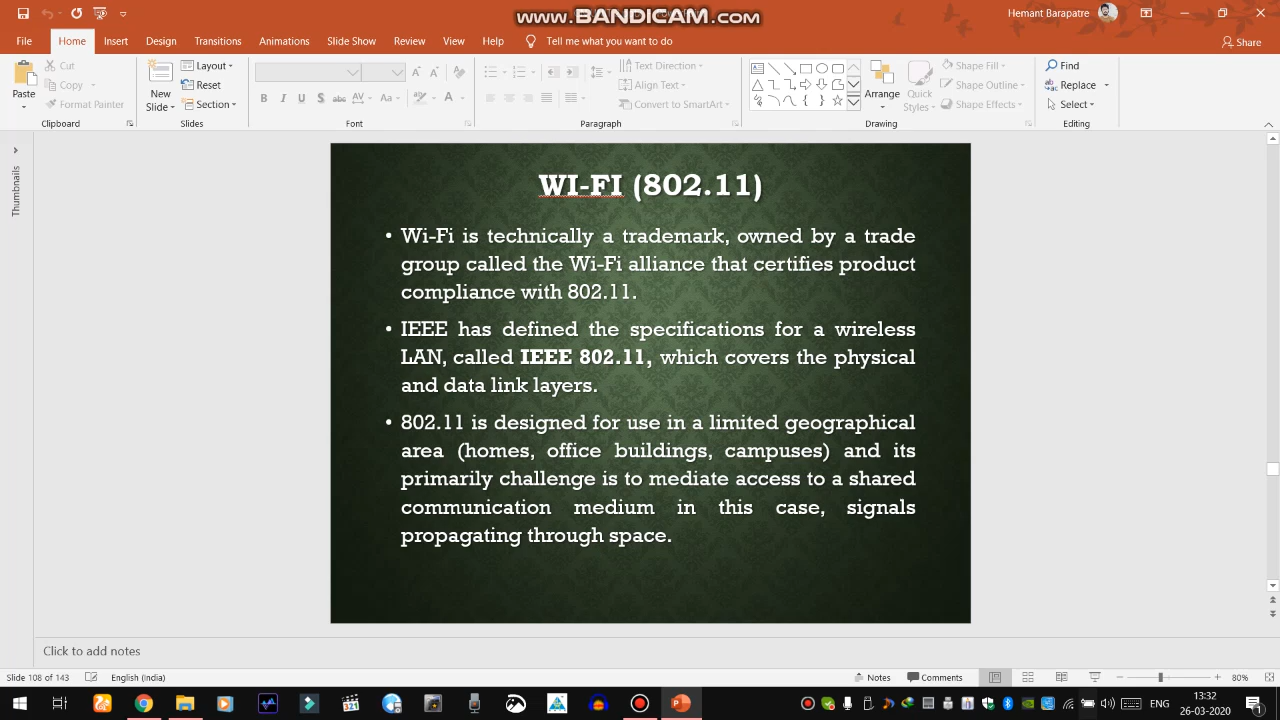 www.BANDICAM.com
Hemant Barapatre
File Home Insert Design Transitions Animations Slide Show Review View Help Tell me what you want to do Share
Paste
Cut
Copy
Format Painter
Clipboard
New
Slide
Layout
Reset
Section
Slides
B I U S abc AV Aa A
Font
Text Direction
Align Text
Convert to SmartArt
Paragraph
Arrange
Quick
Styles
Shape Fill
Shape Outline
Shape Effects
Drawing
Find
Replace
Select
Editing
Thumbnails
WI-FI (802.11)
• Wi-Fi is technically a trademark, owned by a trade
group called the Wi-Fi alliance that certifies product
compliance with 802.11.
• IEEE has defined the specifications for a wireless
LAN, called IEEE 802.11, which covers the physical
and data link layers.
• 802.11 is designed for use in a limited geographical
area (homes, office buildings, campuses) and its
primarily challenge is to mediate access to a shared
communication medium in this case, signals
propagating through space.
Click to add notes
Slide 108 of 143 English (India) Notes Comments 80%
321
ENG
13:32
26-03-2020
1